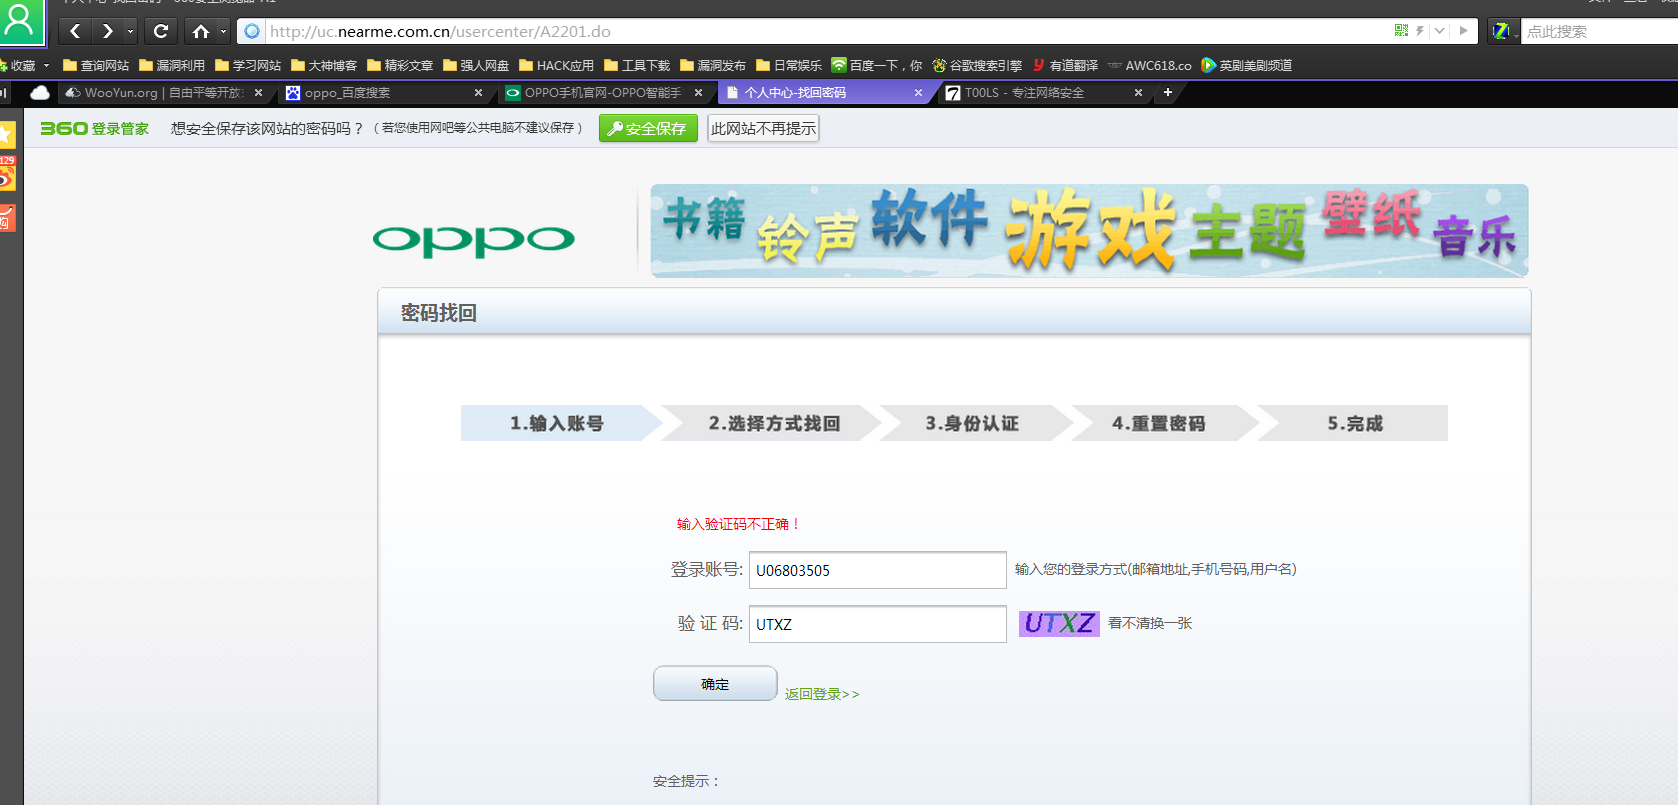 http://uc.nearme.com.cn/usercenter/A2201.do
点此搜索
收藏 查询网站 漏洞利用 学习网站 大神博客 精彩文章 强人网盘 HACK应用 工具下载 漏洞发布 日常娱乐 百度一下，你 谷歌搜索引擎 有道翻译 AWC618.co 英剧美剧频道
WooYun.org | 自由平等开放 oppo_百度搜索 OPPO手机官网-OPPO智能手 个人中心-找回密码 T00LS - 专注网络安全
360 登录管家 想安全保存该网站的密码吗？（若您使用网吧等公共电脑不建议保存） 安全保存 此网站不再提示
129
购
oppo
书籍 铃声 软件 游戏 主题 壁纸 音乐
密码找回
1.输入账号 2.选择方式找回 3.身份认证 4.重置密码 5.完成
输入验证码不正确！
登录账号: U06803505 输入您的登录方式(邮箱地址,手机号码,用户名)
验 证 码: UTXZ UTXZ 看不清换一张
确定 返回登录>>
安全提示：